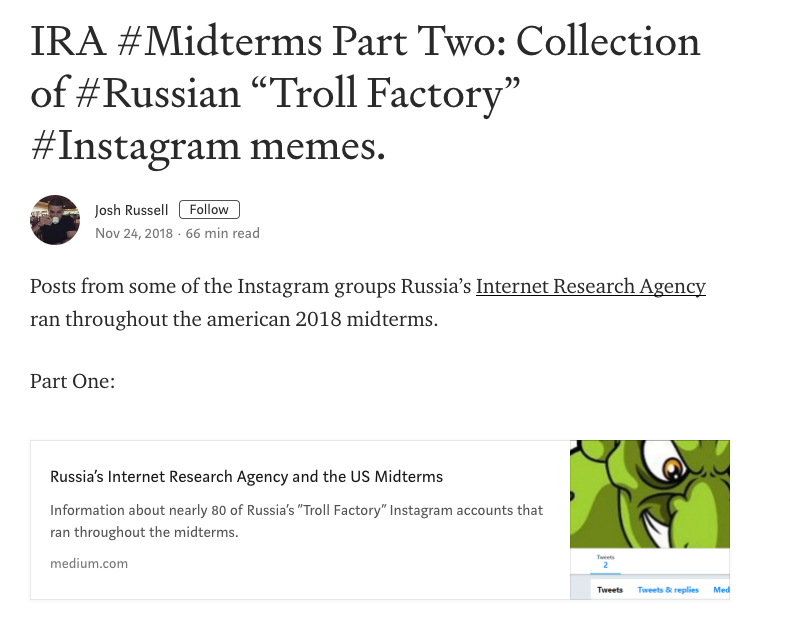 IRA #Midterms Part Two: Collection
of #Russian “Troll Factory”
#Instagram memes.
Josh Russell Follow
Nov 24, 2018 · 66 min read
Posts from some of the Instagram groups Russia’s Internet Research Agency
ran throughout the american 2018 midterms.
Part One:
Russia’s Internet Research Agency and the US Midterms
Information about nearly 80 of Russia’s ”Troll Factory” Instagram accounts that
ran throughout the midterms.
medium.com
Tweets
2
Tweets Tweets & replies Med